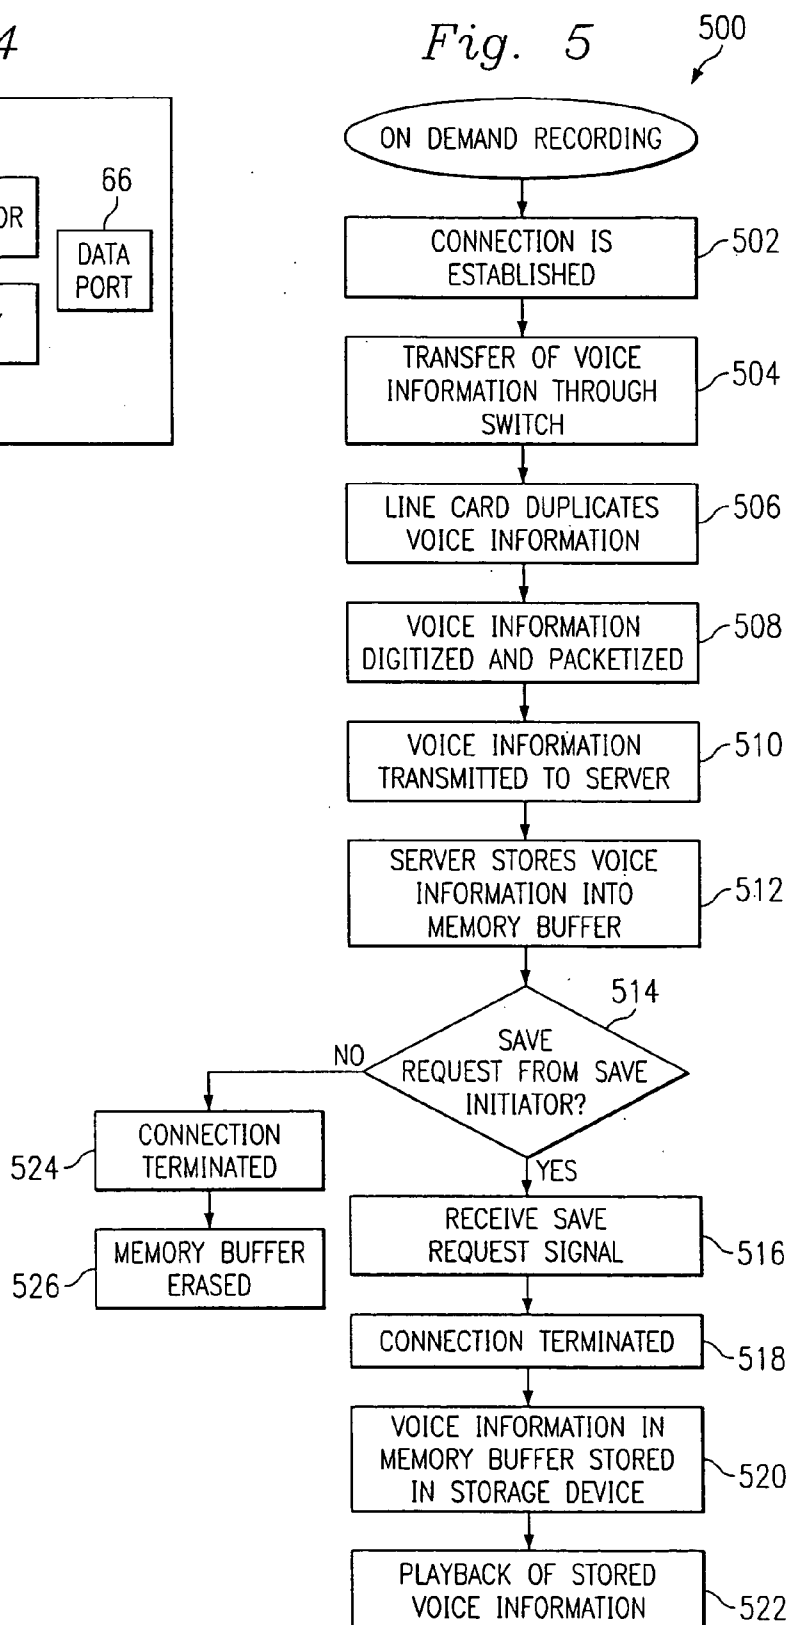 4
Fig. 5
500
OR
66
DATA
PORT
ON DEMAND RECORDING
CONNECTION IS
ESTABLISHED
502
TRANSFER OF VOICE
INFORMATION THROUGH
SWITCH
504
LINE CARD DUPLICATES
VOICE INFORMATION
506
VOICE INFORMATION
DIGITIZED AND PACKETIZED
508
VOICE INFORMATION
TRANSMITTED TO SERVER
510
SERVER STORES VOICE
INFORMATION INTO
MEMORY BUFFER
512
514
SAVE
REQUEST FROM SAVE
INITIATOR?
NO
YES
CONNECTION
TERMINATED
524
MEMORY BUFFER
ERASED
526
RECEIVE SAVE
REQUEST SIGNAL
516
CONNECTION TERMINATED
518
VOICE INFORMATION IN
MEMORY BUFFER STORED
IN STORAGE DEVICE
520
PLAYBACK OF STORED
VOICE INFORMATION
522